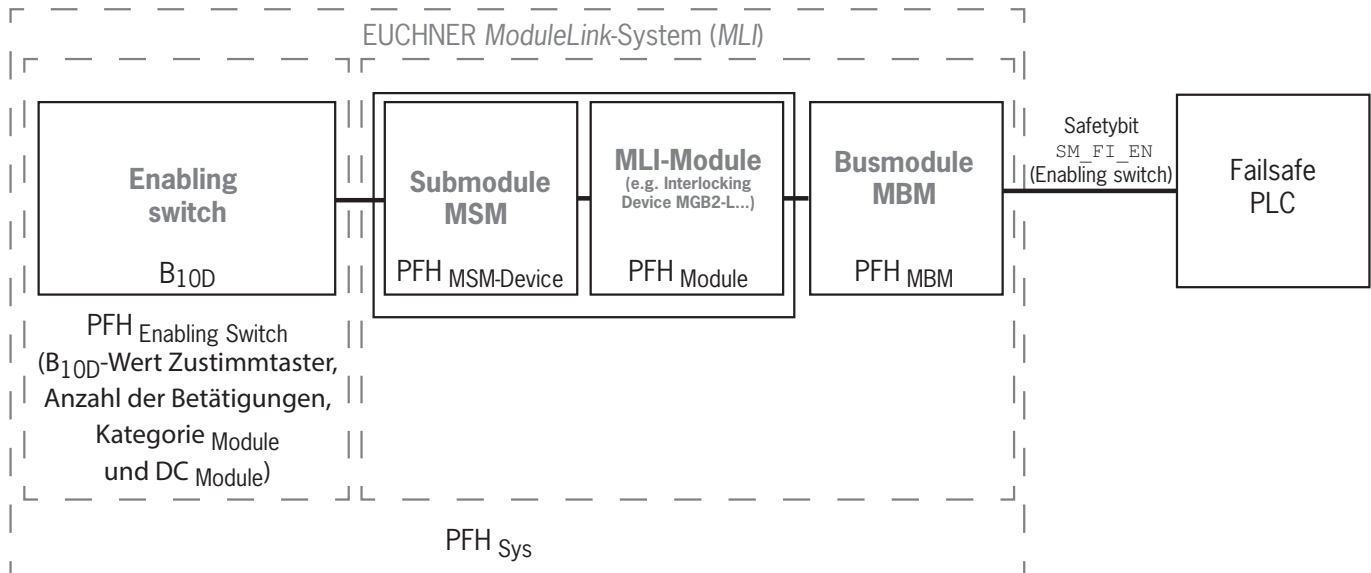 EUCHNER ModuleLink-System (MLI)
Enabling
switch
B10D
PFH Enabling Switch
(B10D-Wert Zustimmtaster,
Anzahl der Betätigungen,
Kategorie Module
und DC Module)
Submodule
MSM
PFH MSM-Device
MLI-Module
(e.g. Interlocking
Device MGB2-L...)
PFH Module
Busmodule
MBM
PFH MBM
Safetybit
SM_FI_EN
(Enabling switch)
Failsafe
PLC
PFH Sys